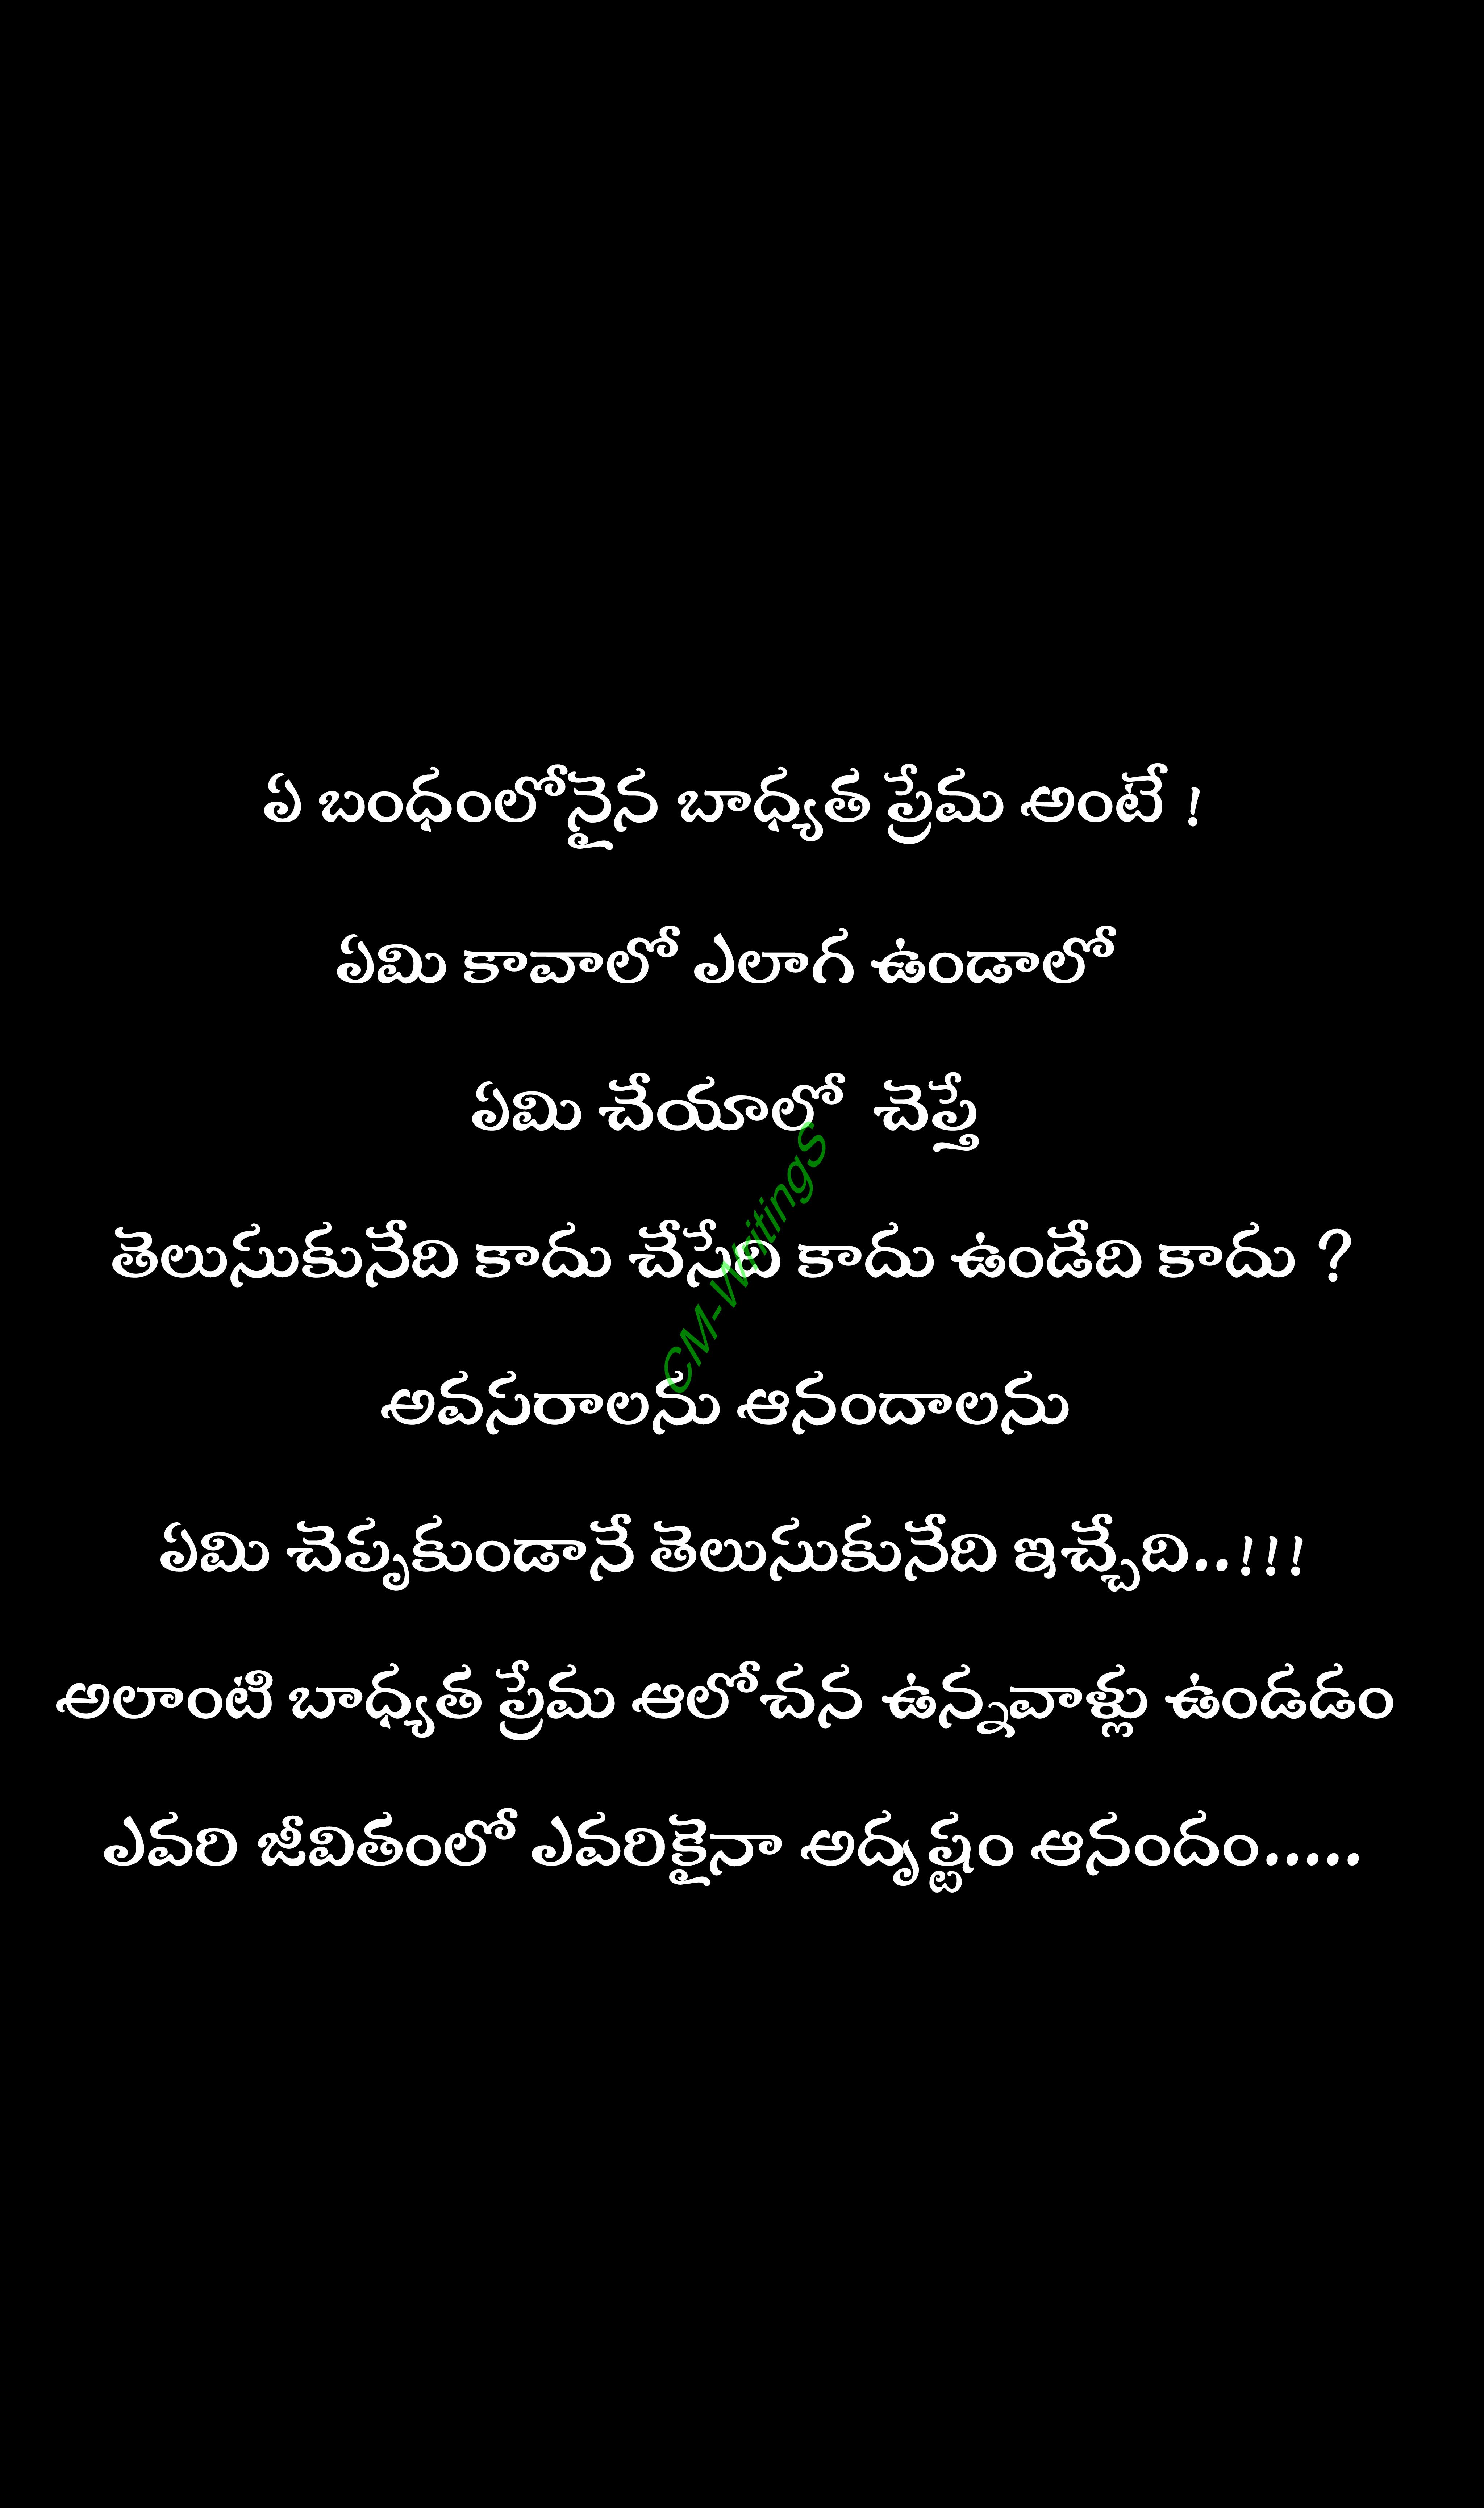 ఏ బంధంలోనైన బాధ్యత ప్రేమ అంటే !
ఏమి కావాలో ఎలాగ ఉండాలో
ఏమి చేయాలో చెప్తే
తెలుసుకునేది కాదు చేస్సేది కాదు ఉండేది కాదు ?
అవసరాలను ఆనందాలను
ఏమి చెప్పకుండానే తెలుసుకునేది ఇచ్చేది..!!!
అలాంటి బాధ్యత ప్రేమ ఆలోచన ఉన్నవాళ్లు ఉండడం
ఎవరి జీవితంలో ఎవరికైనా అదృష్టం ఆనందం.....
CM-Writings